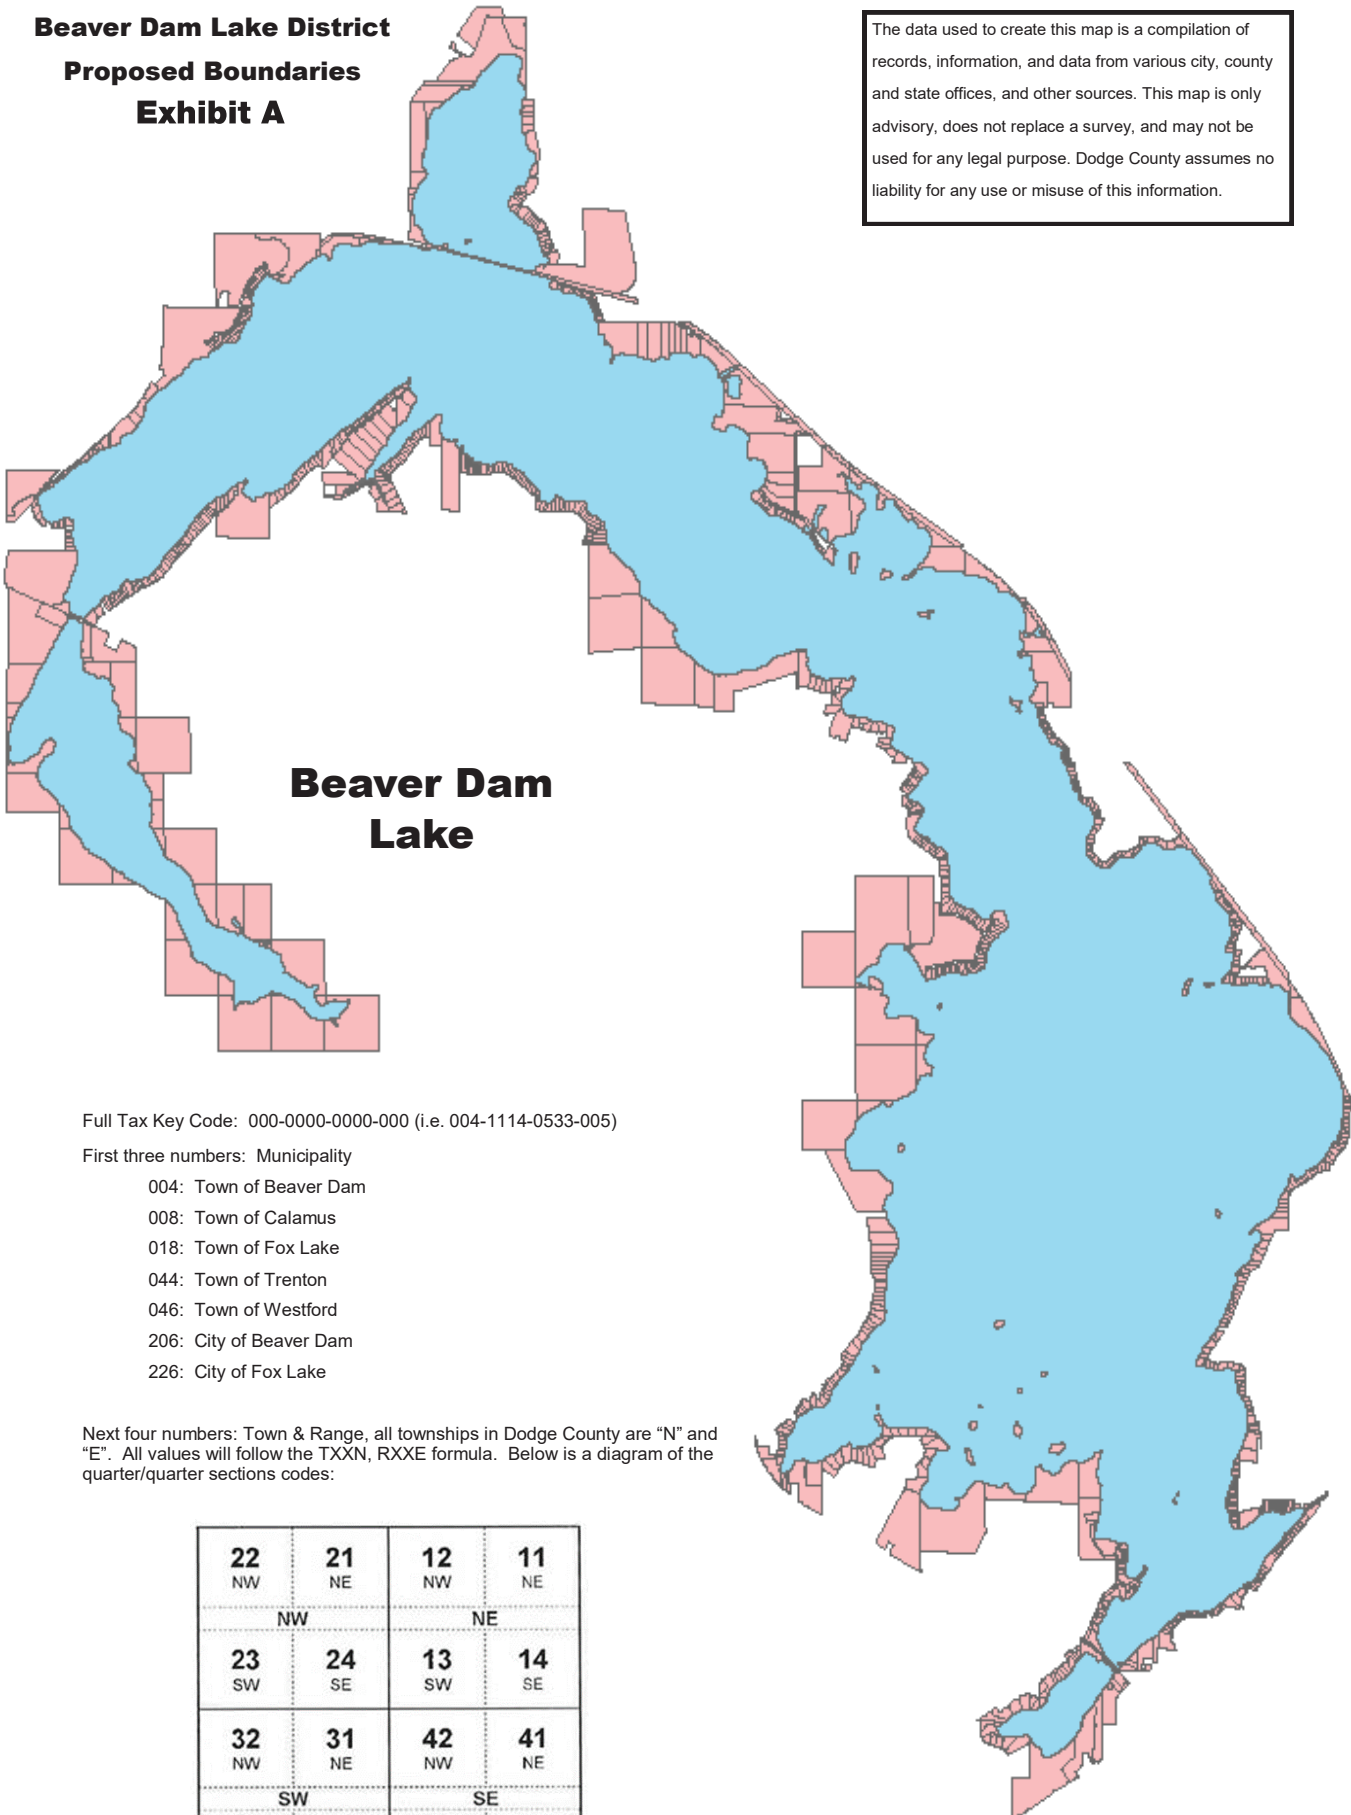 Beaver Dam Lake District
Proposed Boundaries
Exhibit A
The data used to create this map is a compilation of
records, information, and data from various city, county
and state offices, and other sources. This map is only
advisory, does not replace a survey, and may not be
used for any legal purpose. Dodge County assumes no
liability for any use or misuse of this information.
Beaver Dam
Lake
Full Tax Key Code: 000-0000-0000-000 (i.e. 004-1114-0533-005)
First three numbers: Municipality
004: Town of Beaver Dam
008: Town of Calamus
018: Town of Fox Lake
044: Town of Trenton
046: Town of Westford
206: City of Beaver Dam
226: City of Fox Lake
Next four numbers: Town & Range, all townships in Dodge County are “N” and
“E”. All values will follow the TXXN, RXXE formula. Below is a diagram of the
quarter/quarter sections codes:
22 21 12 11
NW NE NW NE
NW NE
23 24 13 14
SW SE SW SE
32 31 42 41
NW NE NW NE
SW SE